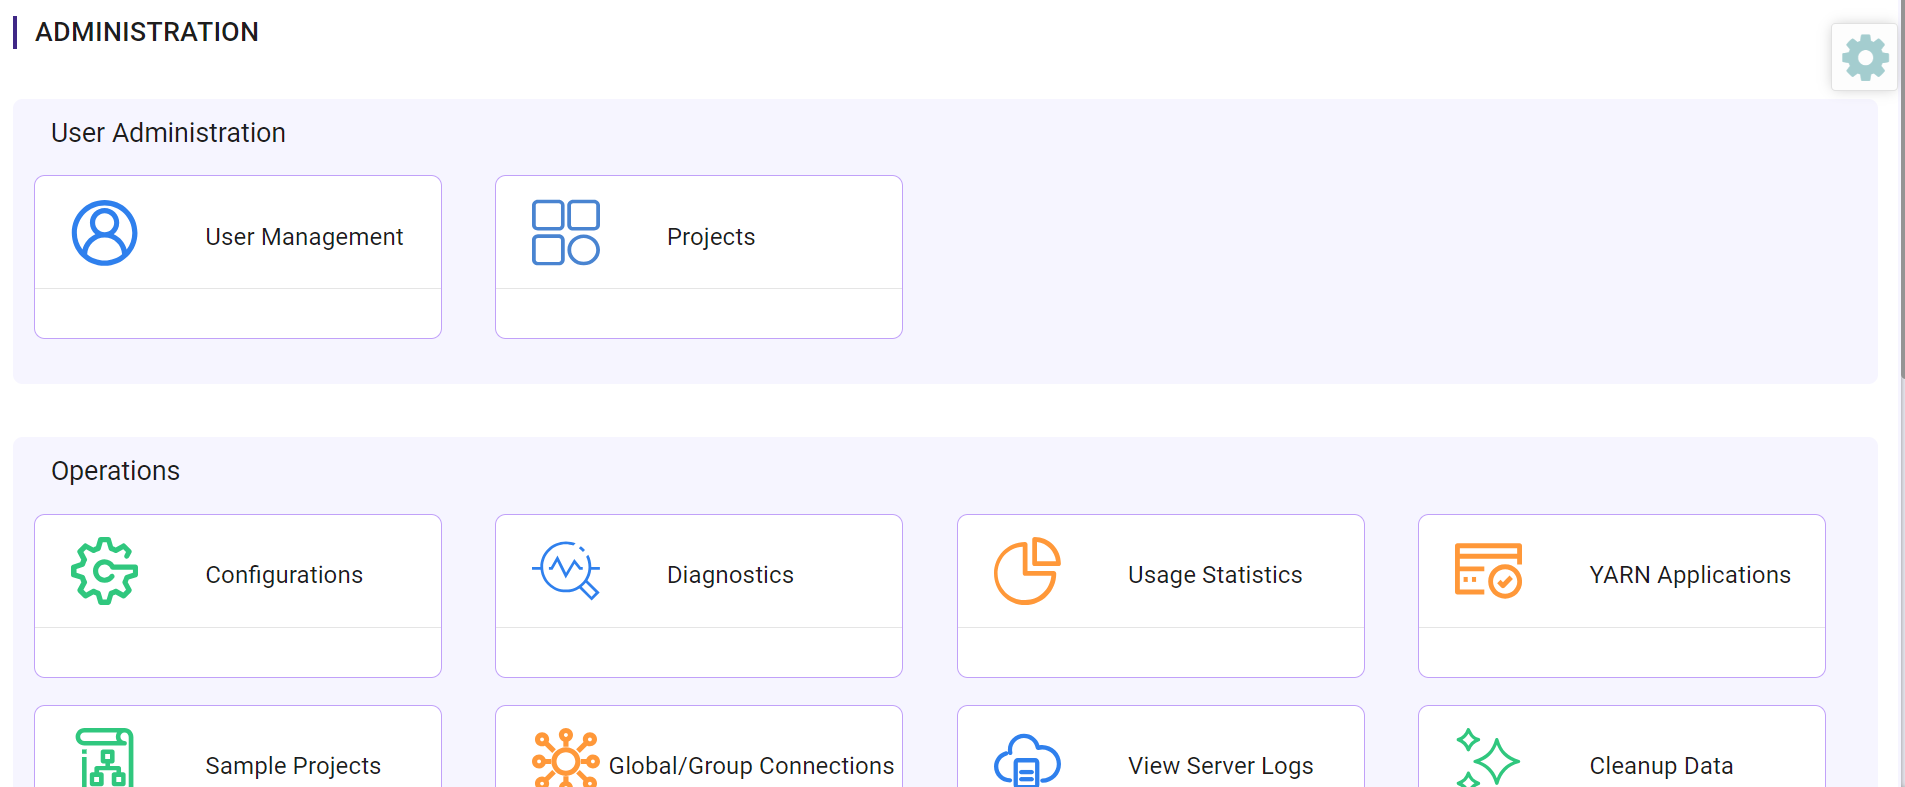 ADMINISTRATION
User Administration
User Management
Projects
Operations
Configurations
Diagnostics
Usage Statistics
YARN Applications
Sample Projects
Global/Group Connections
View Server Logs
Cleanup Data